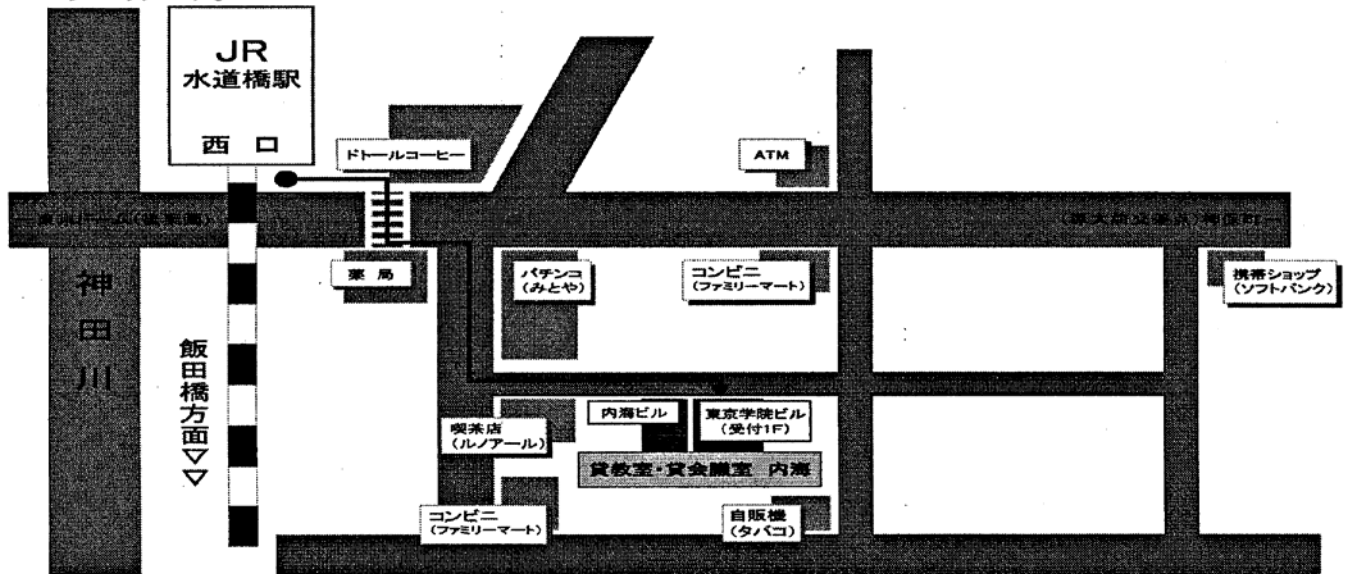 JR
水道橋駅
西 口
ドトールコーヒー
ATM
神田川
薬 局
パチンコ
(みとや)
コンビニ
(ファミリーマート)
携帯ショップ
(ソフトバンク)
飯田橋方面▽▽
内海ビル
東京学院ビル
(受付1F)
喫茶店
(ルノアール)
貸教室・貸会議室 内海
コンビニ
(ファミリーマート)
自販機
(タバコ)